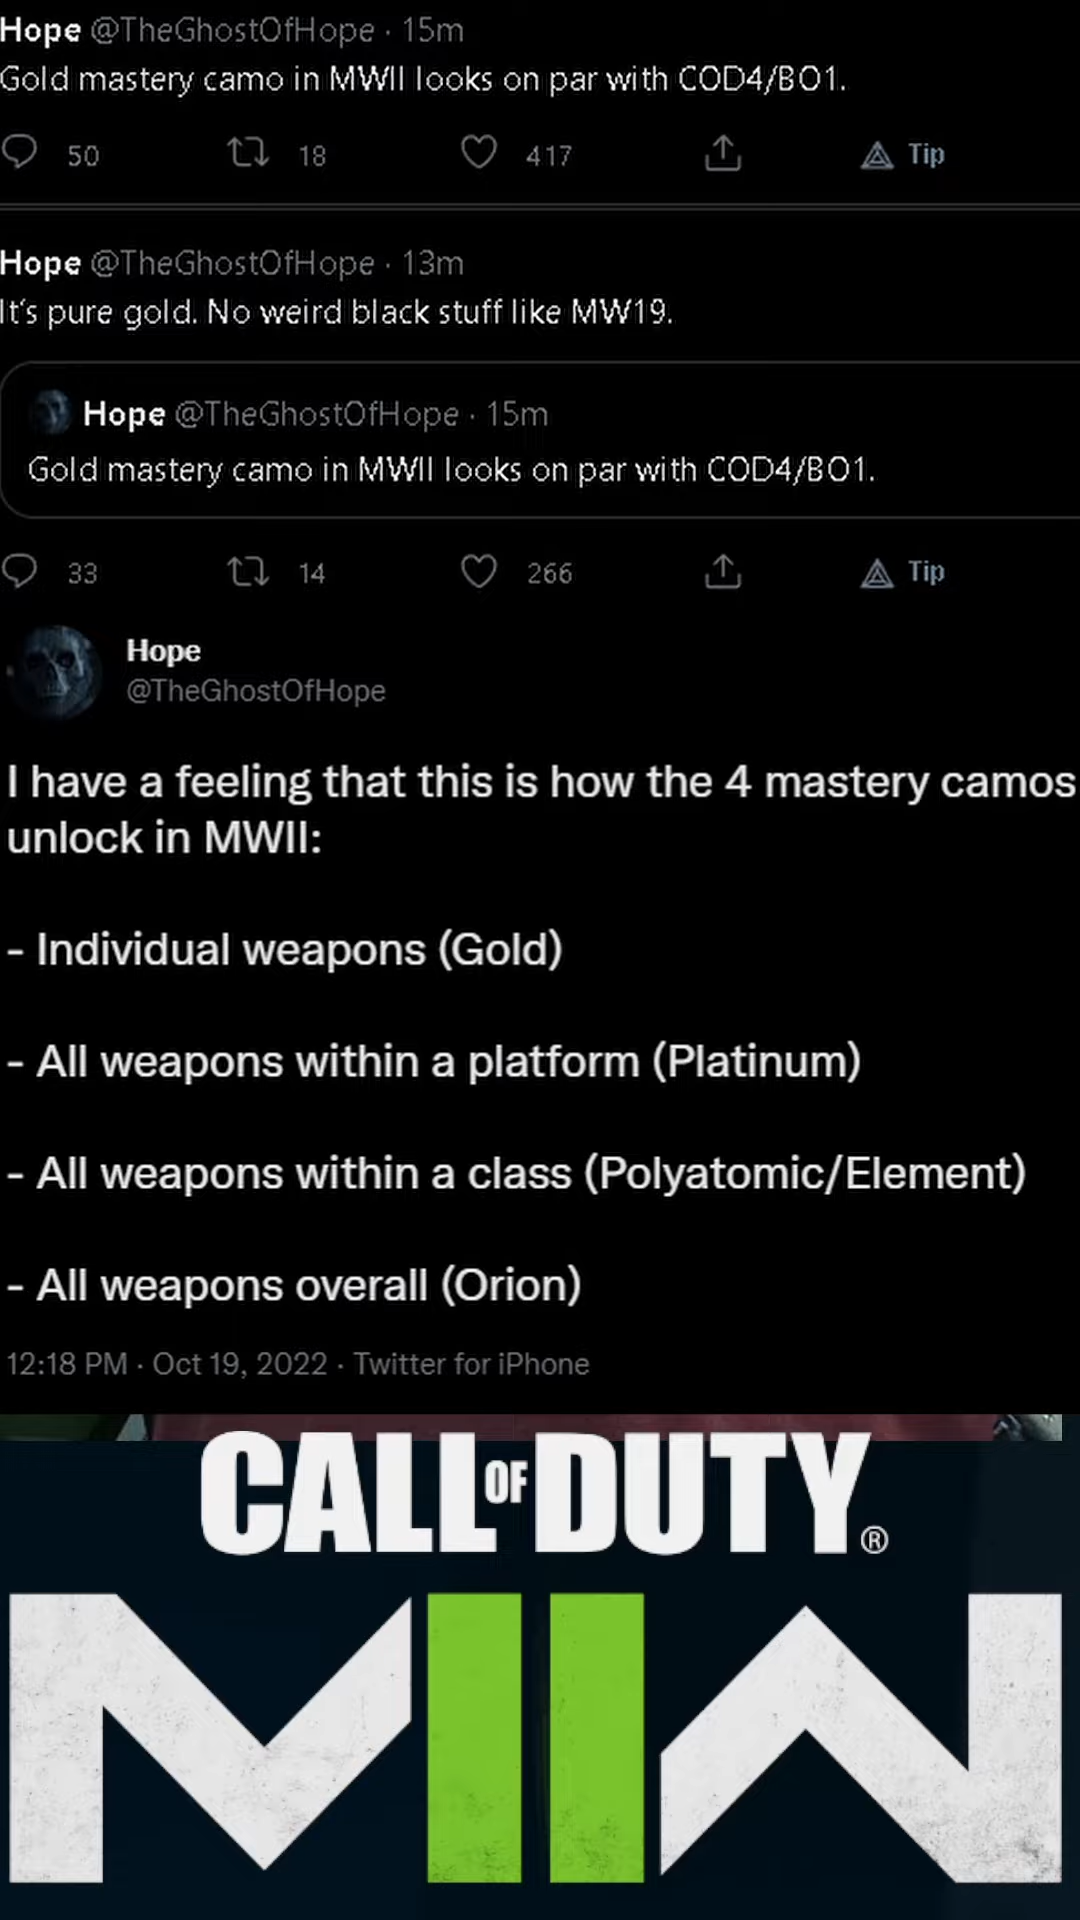 Hope @TheGhostOfHope · 15m
Gold mastery camo in MWII looks on par with COD4/BO1.
50 18 417 Tip
Hope @TheGhostOfHope · 13m
It's pure gold. No weird black stuff like MW19.
Hope @TheGhostOfHope · 15m
Gold mastery camo in MWII looks on par with COD4/BO1.
33 14 266 Tip
Hope
@TheGhostOfHope
I have a feeling that this is how the 4 mastery camos
unlock in MWII:
- Individual weapons (Gold)
- All weapons within a platform (Platinum)
- All weapons within a class (Polyatomic/Element)
- All weapons overall (Orion)
12:18 PM · Oct 19, 2022 · Twitter for iPhone
CALL OF DUTY®
MIIW